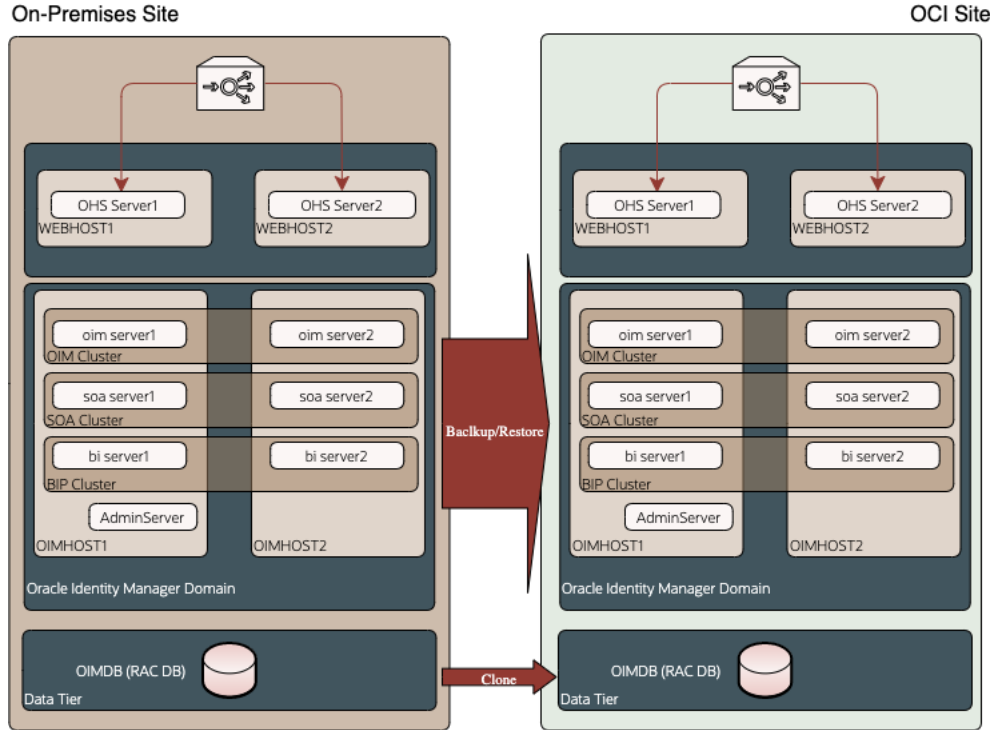 On-Premises Site
OHS Server1
WEBHOST1
OHS Server2
WEBHOST2
oim server1
oim server2
OIM Cluster
soa server1
soa server2
SOA Cluster
bi server1
bi server2
BIP Cluster
AdminServer
OIMHOST1
OIMHOST2
Oracle Identity Manager Domain
OIMDB (RAC DB)
Data Tier
Baclkup/Restore
Clone
OCI Site
OHS Server1
WEBHOST1
OHS Server2
WEBHOST2
oim server1
oim server2
OIM Cluster
soa server1
soa server2
SOA Cluster
bi server1
bi server2
BIP Cluster
AdminServer
OIMHOST1
OIMHOST2
Oracle Identity Manager Domain
OIMDB (RAC DB)
Data Tier